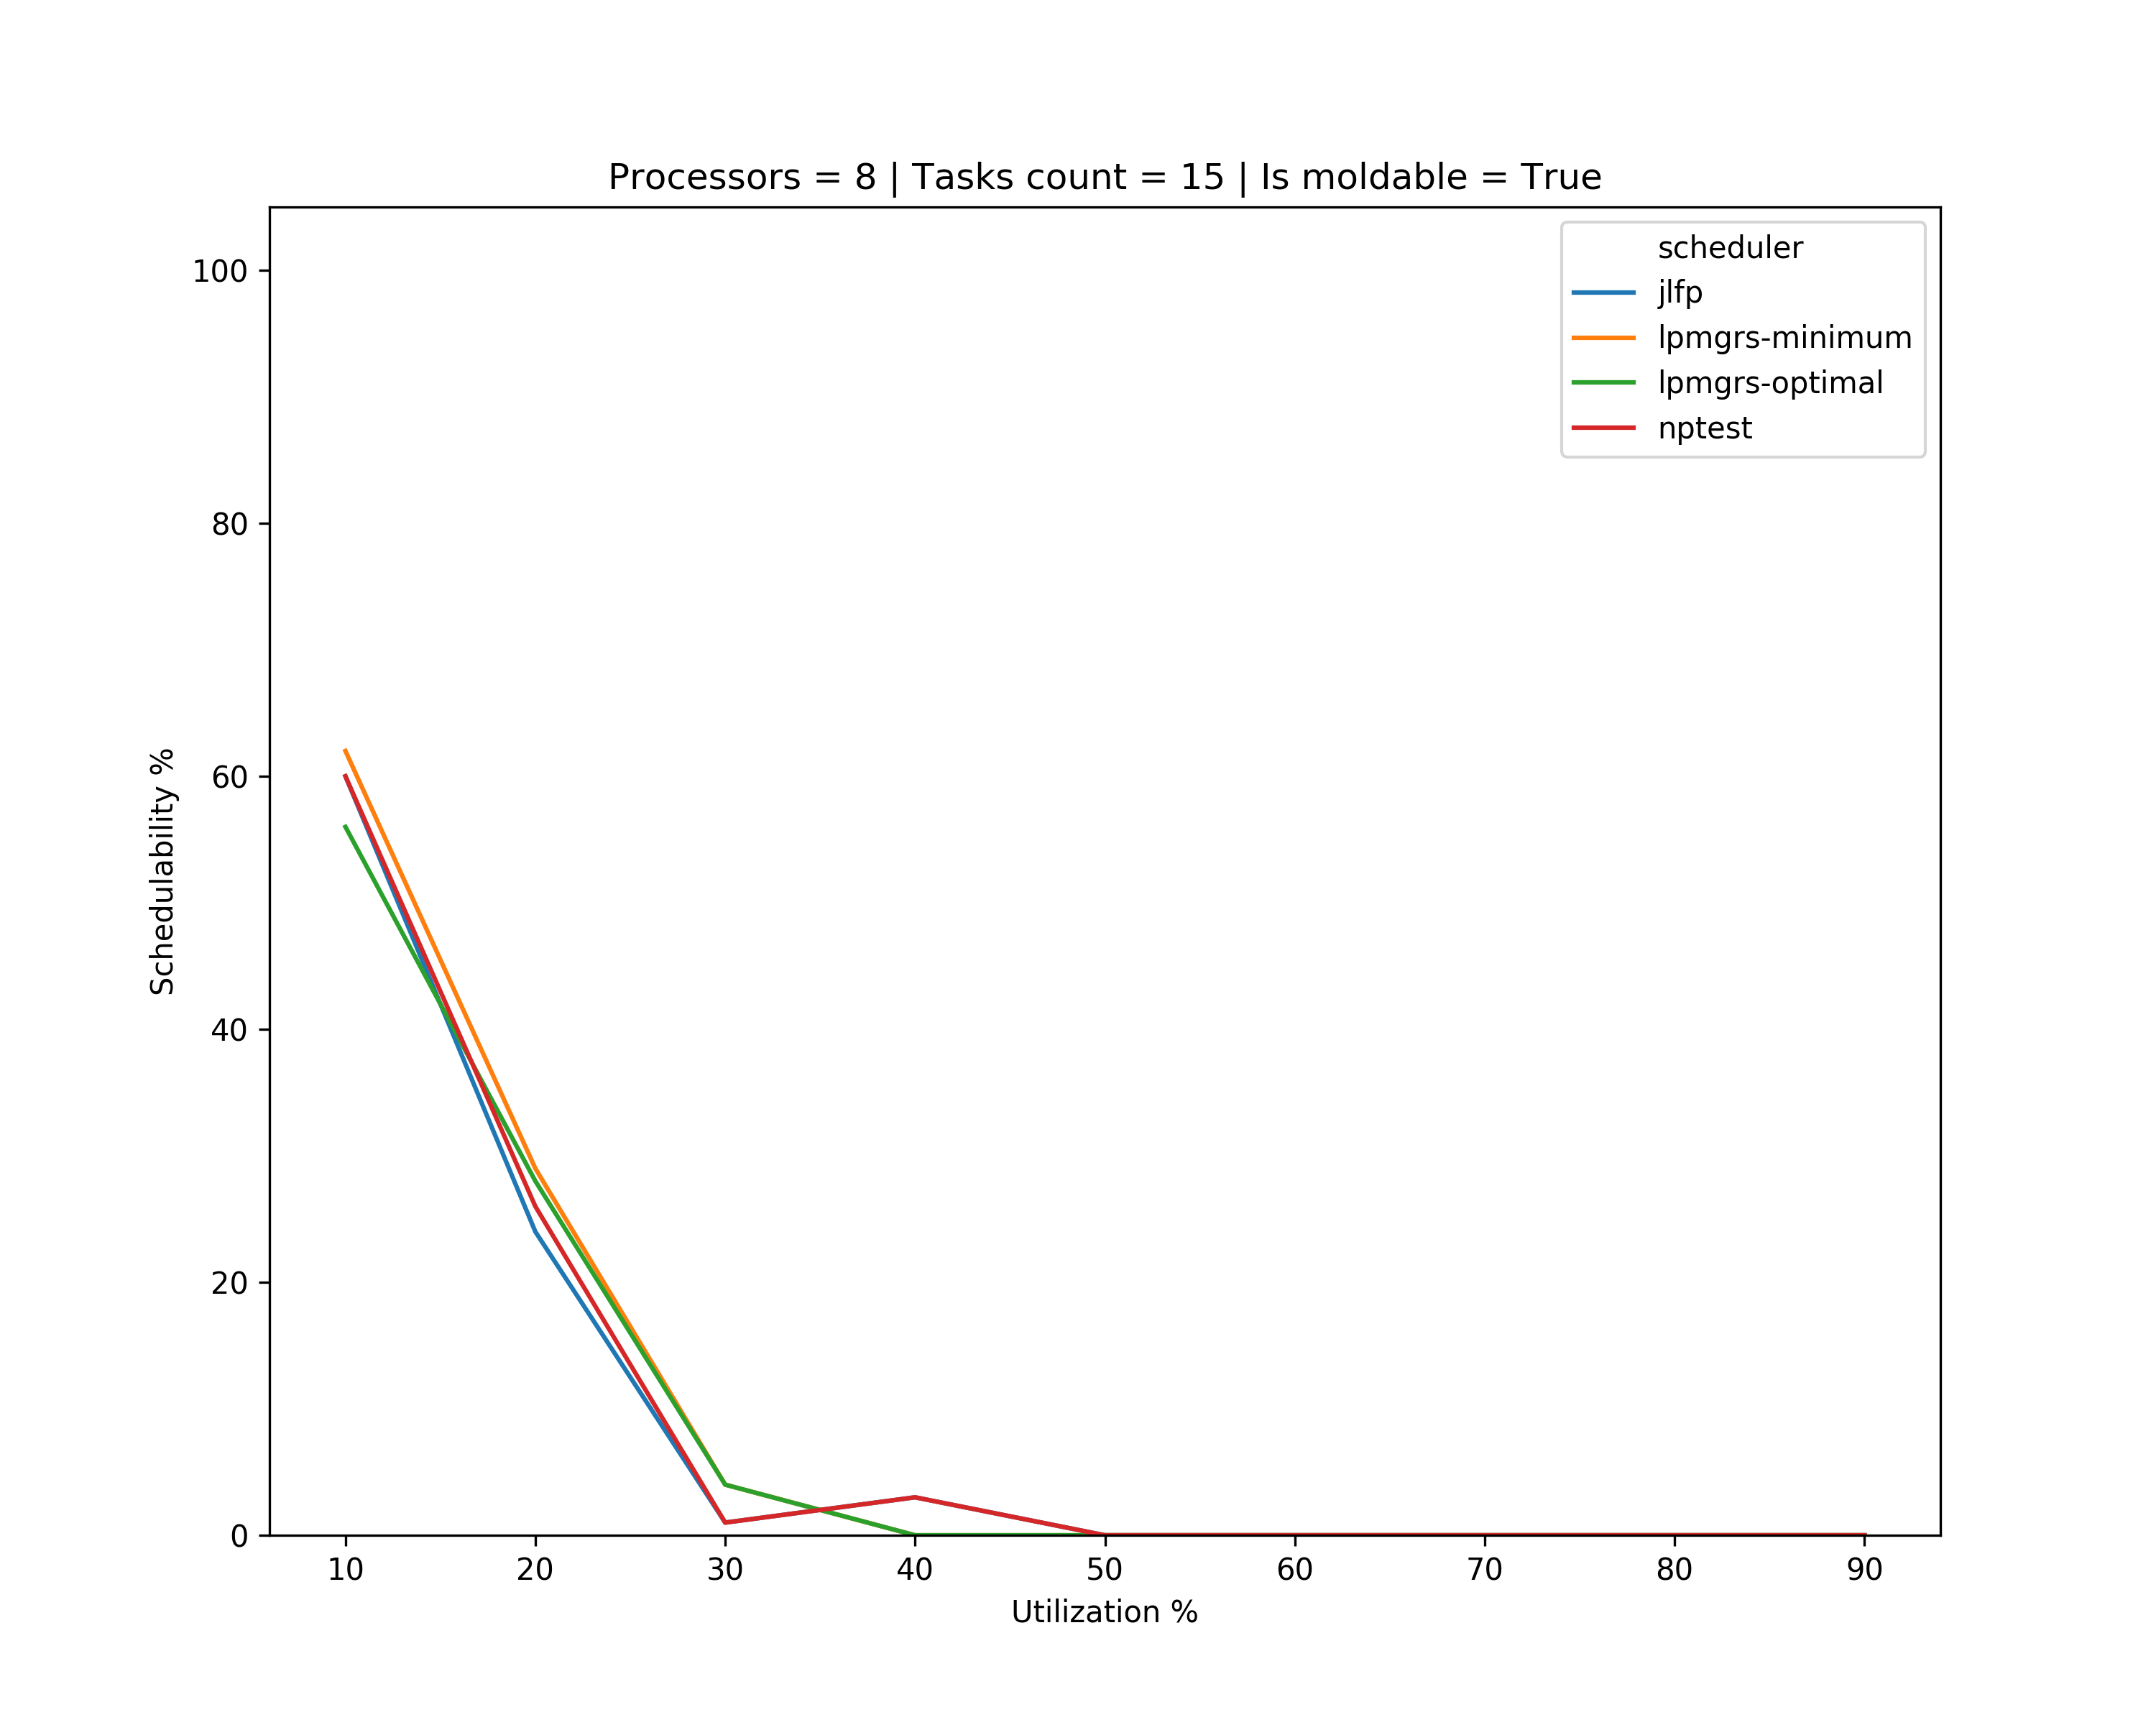 Processors = 8 | Tasks count = 15 | Is moldable = True
scheduler
jlfp
lpmgrs-minimum
lpmgrs-optimal
nptest
Schedulability %
100
80
60
40
20
0
10 20 30 40 50 60 70 80 90
Utilization %